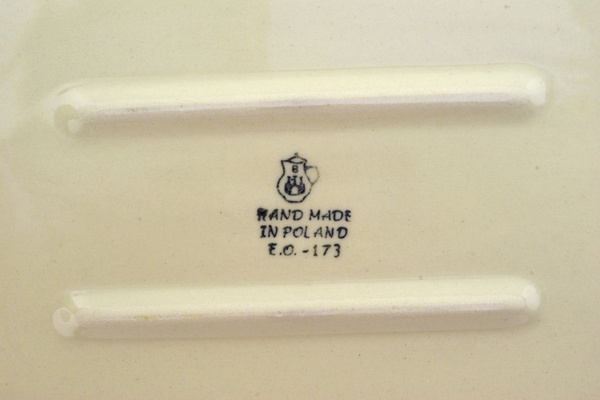 B
HAND MADE
IN POLAND
E.O.-173